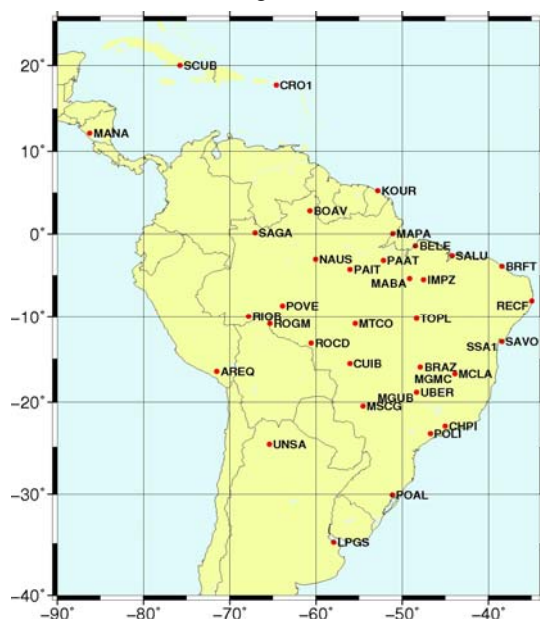 20°
10°
0°
-10°
-20°
-30°
-40°
SCUB
CRO1
MANA
KOUR
BOAV
SAGA
MAPA
BELE
NAUS
PAAT
SALU
PAIT
BRFT
MABA
IMPZ
POVE
RECF
RIOB
ROGM
MTCO
TOPL
ROCD
SSA1
SAVO
CUIB
BRAZ
AREQ
MGMC
MCLA
MGUB
UBER
MSCG
CHPI
POLI
UNSA
POAL
LPGS
-90° -80° -70° -60° -50° -40°